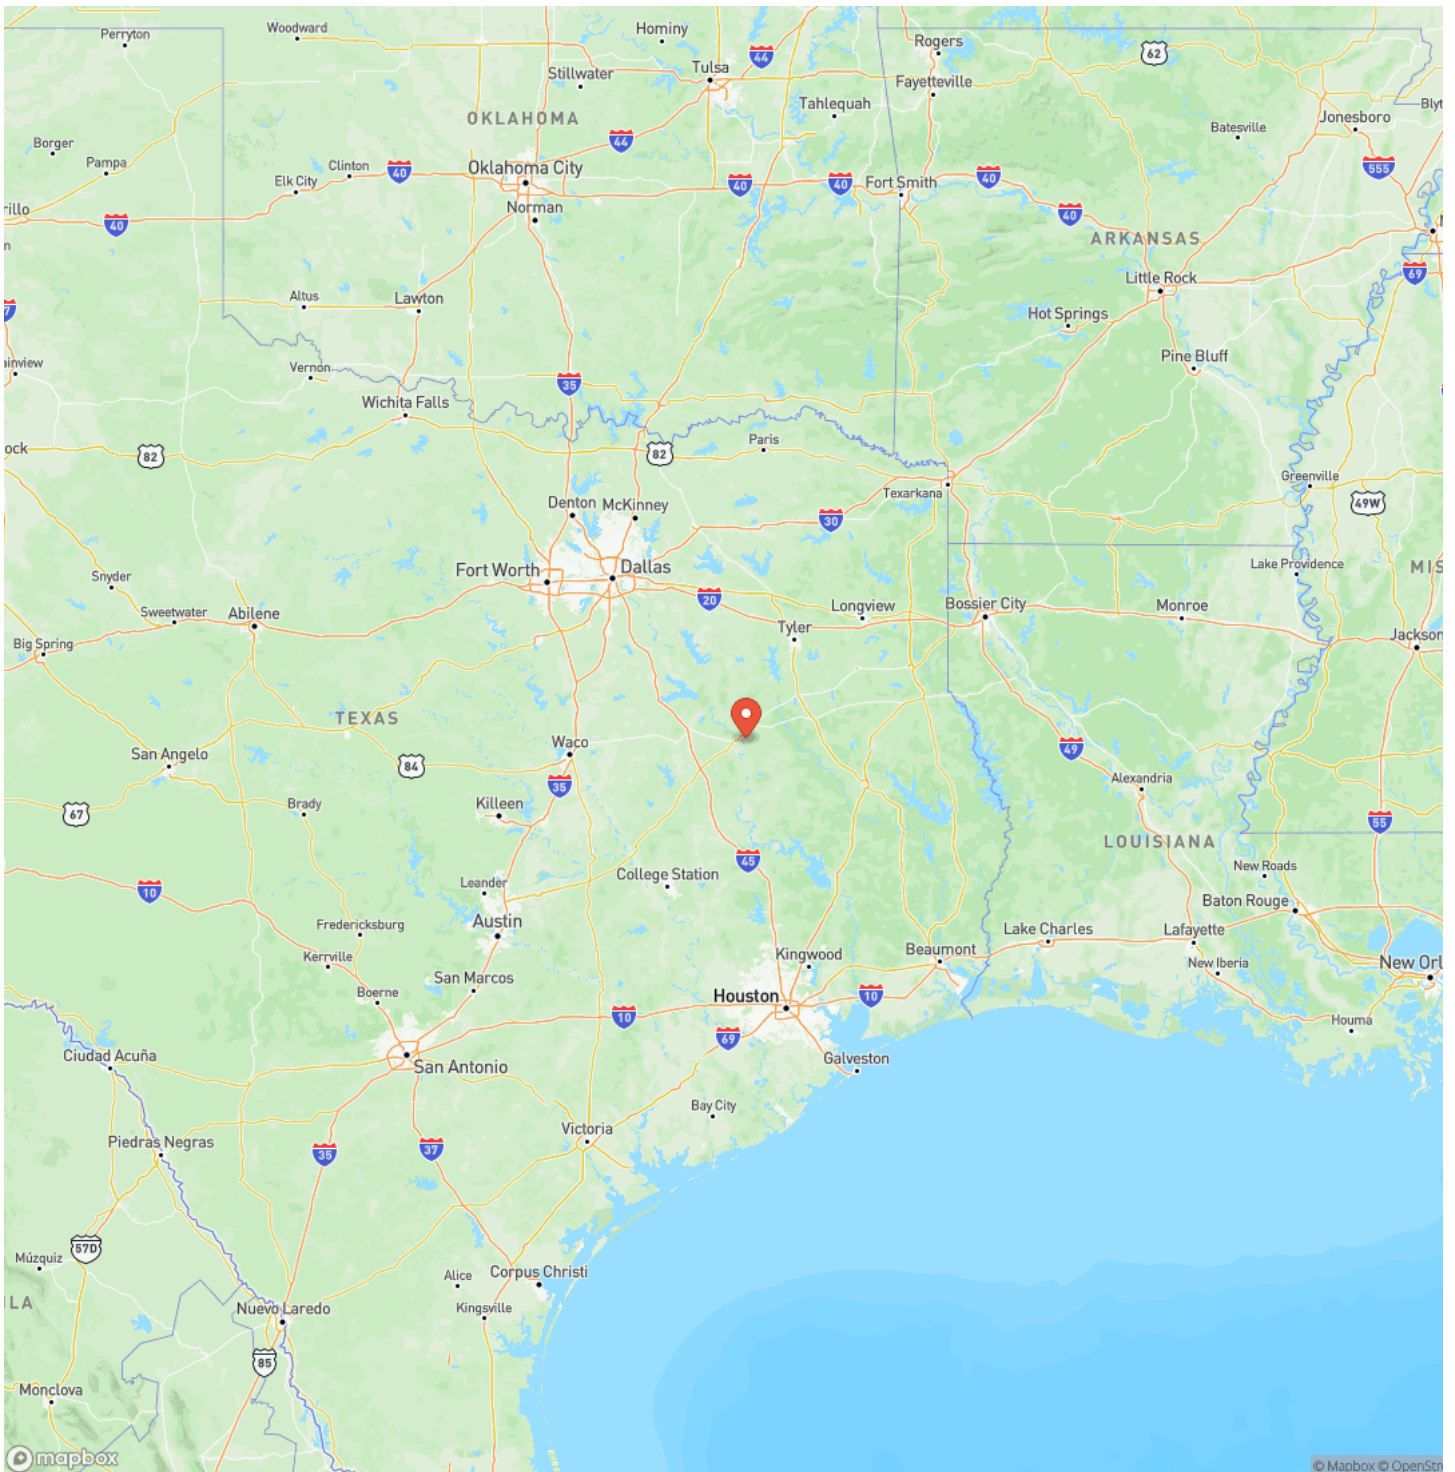 Perryton
Woodward
Hominy
44
Rogers
62
Tulsa
Stillwater
Fayetteville
OKLAHOMA
Tahlequah
Blyt
Jonesboro
Batesville
44
Borger
Pampa
Clinton
Elk City
40
Oklahoma City
40
40
Fort Smith
40
555
rillo
40
Norman
40
ARKANSAS
69
Little Rock
Altus
Lawton
Hot Springs
Pine Bluff
ainview
Vernon
35
Wichita Falls
ock
82
82
Paris
Greenville
Texarkana
49W
Denton
McKinney
30
Fort Worth
Dallas
Lake Providence
MIS
Snyder
Sweetwater
Abilene
20
Longview
Bossier City
Monroe
Big Spring
Tyler
Jackson
TEXAS
San Angelo
84
Waco
49
Alexandria
67
Brady
Killeen
35
55
LOUISIANA
45
10
Leander
College Station
New Roads
Baton Rouge
Fredericksburg
Austin
Lake Charles
Lafayette
Kerrville
Kingwood
Beaumont
New Iberia
New Orl
Boerne
San Marcos
Houston
10
10
69
Houma
Ciudad Acuña
San Antonio
Galveston
Bay City
Piedras Negras
35
37
Victoria
57D
Múzquiz
Alice
Corpus Christi
LA
Nuevo Laredo
Kingsville
85
Monclova
mapbox
© Mapbox © OpenStr